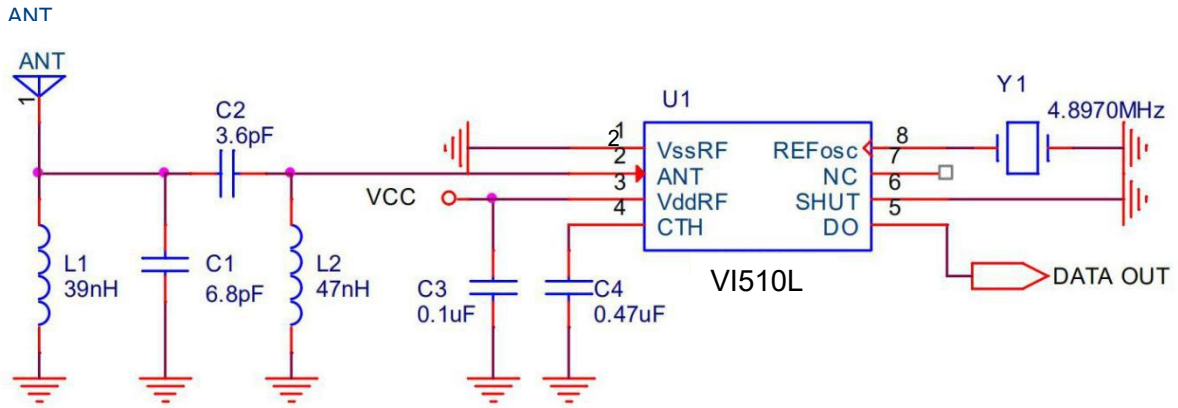 ANT
ANT
1
C2
3.6pF
L1
39nH
C1
6.8pF
L2
47nH
VCC
C3
0.1uF
C4
0.47uF
U1
1
2
2
3
4
VssRF
ANT
VddRF
CTH
REFosc
NC
SHUT
DO
8
7
6
5
VI510L
Y1
4.8970MHz
DATA OUT